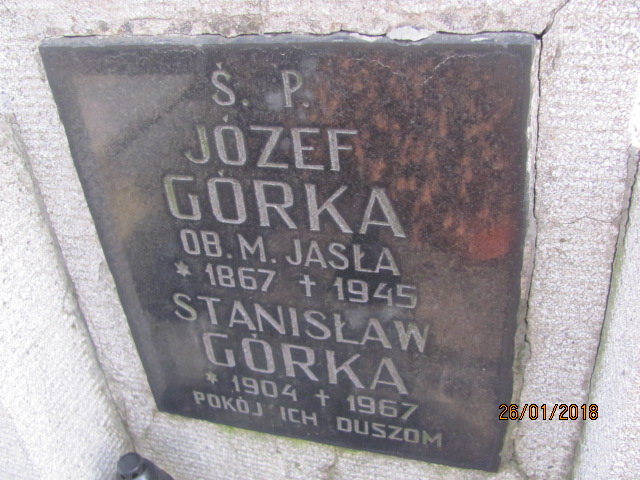 Ś. P.
JÓZEF
GÓRKA
OB. M. JASŁA
* 1867 † 1945
STANISŁAW
GÓRKA
* 1904 † 1967
POKÓJ ICH DUSZOM
26/01/2018